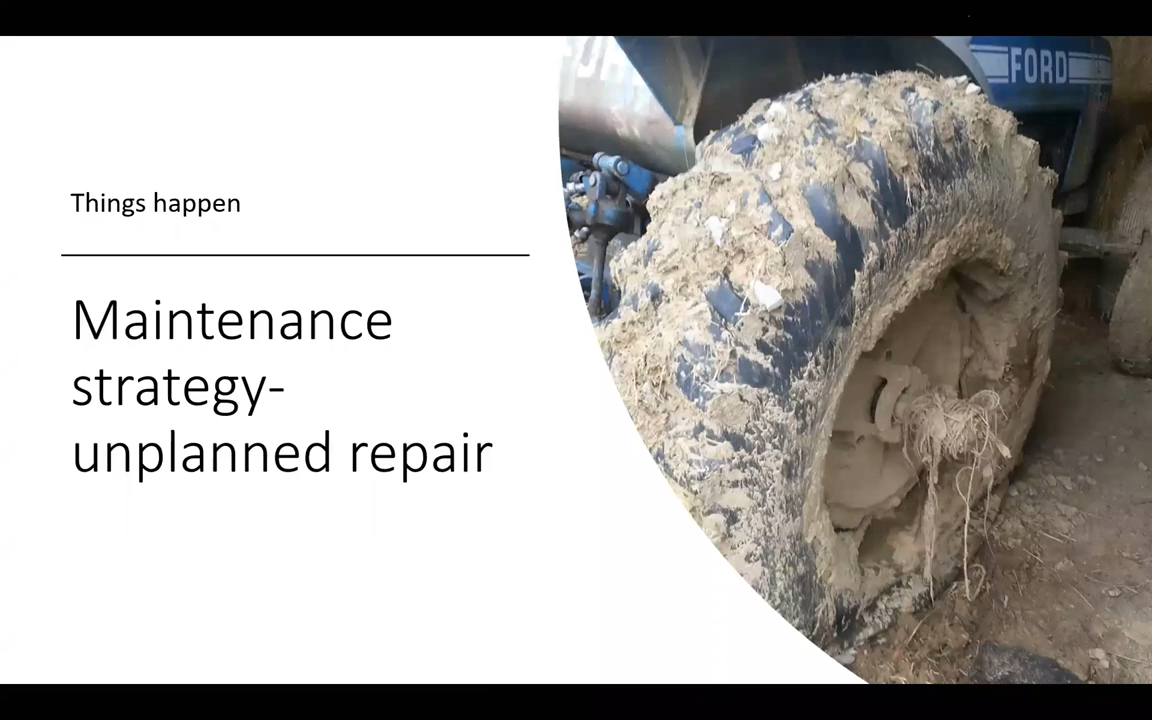 Things happen
Maintenance
strategy-
unplanned repair
FORD